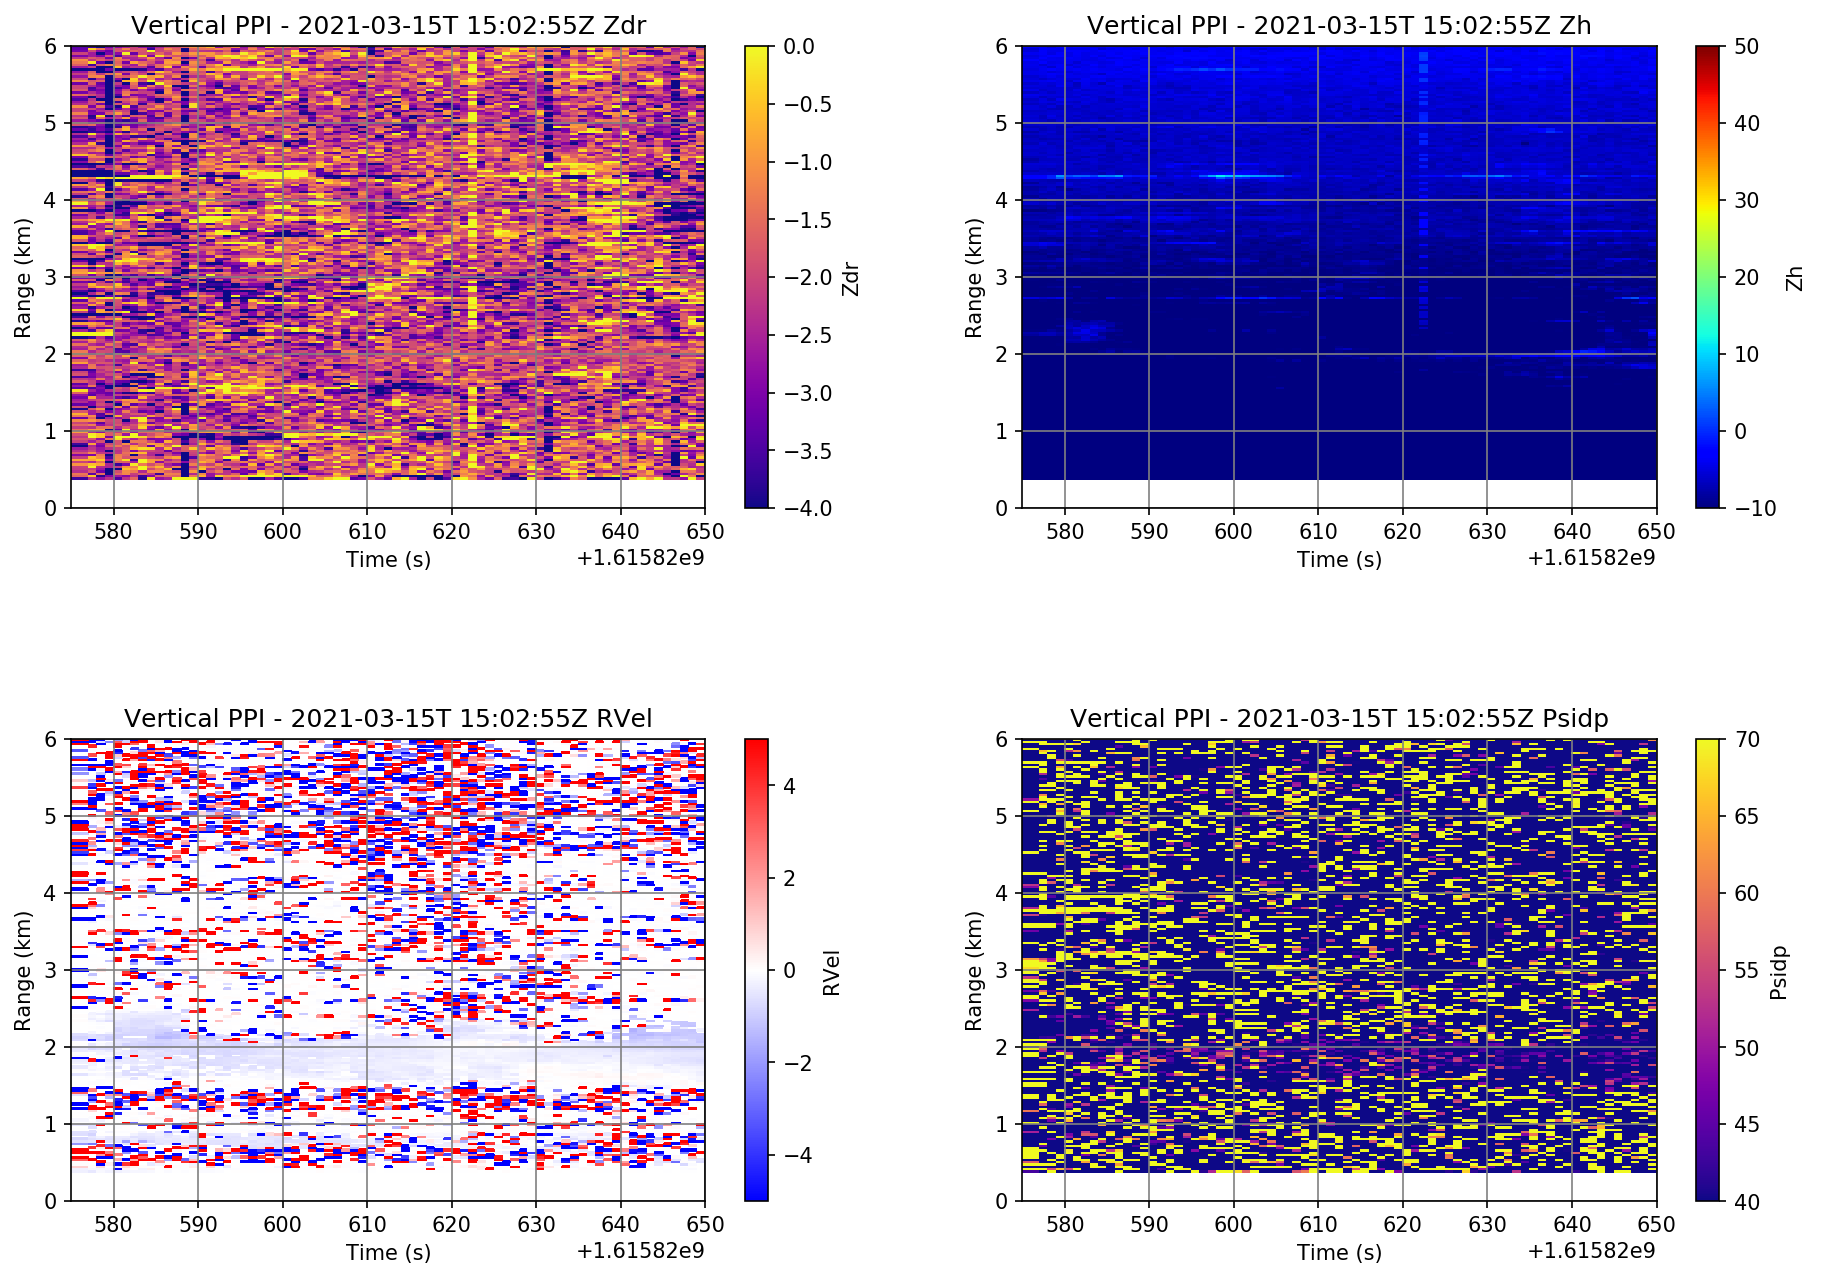 Vertical PPI - 2021-03-15T 15:02:55Z Zdr
6
5
4
3
2
1
0
Range (km)
580 590 600 610 620 630 640 650
Time (s)
+1.61582e9
0.0
−0.5
−1.0
−1.5
−2.0
−2.5
−3.0
−3.5
−4.0
Zdr
Vertical PPI - 2021-03-15T 15:02:55Z Zh
6
5
4
3
2
1
0
Range (km)
580 590 600 610 620 630 640 650
Time (s)
+1.61582e9
50
40
30
20
10
0
−10
Zh
Vertical PPI - 2021-03-15T 15:02:55Z RVel
6
5
4
3
2
1
0
Range (km)
580 590 600 610 620 630 640 650
Time (s)
+1.61582e9
4
2
0
−2
−4
RVel
Vertical PPI - 2021-03-15T 15:02:55Z Psidp
6
5
4
3
2
1
0
Range (km)
580 590 600 610 620 630 640 650
Time (s)
+1.61582e9
70
65
60
55
50
45
40
Psidp